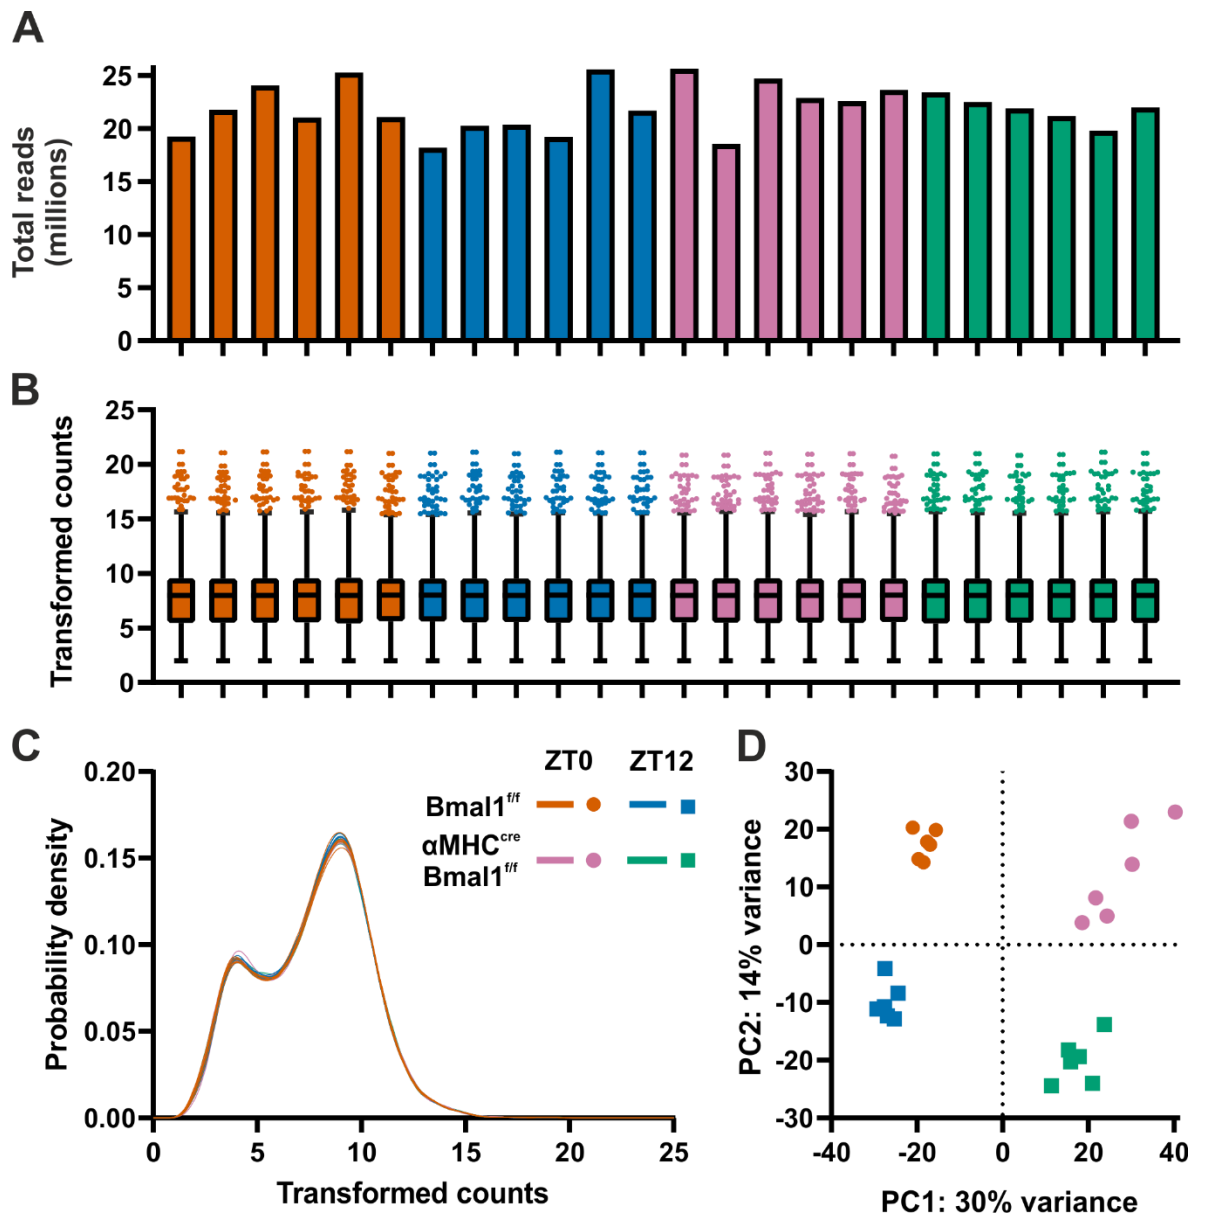 A
Total reads
(millions)
25
20
15
10
5
0
B
Transformed counts
25
20
15
10
5
0
C
Probability density
0.20
0.15
0.10
0.05
0.00
0
5
10
15
20
25
Transformed counts
ZT0 ZT12
Bmal1f/f
αMHCcre
Bmal1f/f
D
PC2: 14% variance
30
20
10
0
-10
-20
-30
-40
-20
0
20
40
PC1: 30% variance